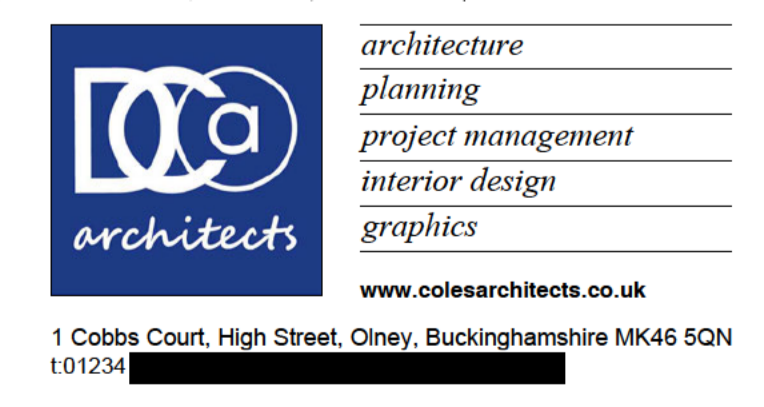 DCa
architects
architecture
planning
project management
interior design
graphics
www.colesarchitects.co.uk
1 Cobbs Court, High Street, Olney, Buckinghamshire MK46 5QN
t:01234